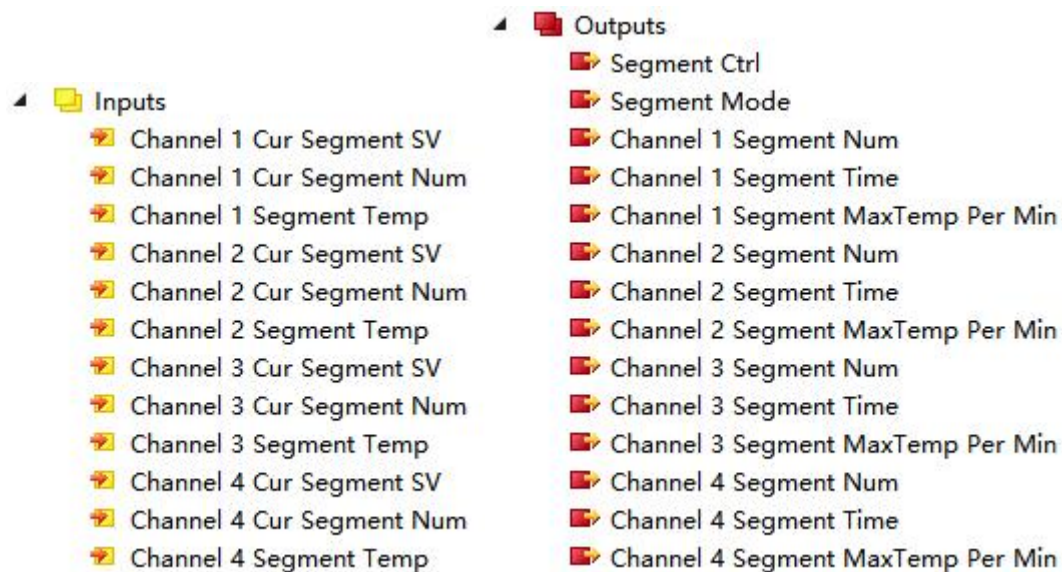 Inputs
Channel 1 Cur Segment SV
Channel 1 Cur Segment Num
Channel 1 Segment Temp
Channel 2 Cur Segment SV
Channel 2 Cur Segment Num
Channel 2 Segment Temp
Channel 3 Cur Segment SV
Channel 3 Cur Segment Num
Channel 3 Segment Temp
Channel 4 Cur Segment SV
Channel 4 Cur Segment Num
Channel 4 Segment Temp
Outputs
Segment Ctrl
Segment Mode
Channel 1 Segment Num
Channel 1 Segment Time
Channel 1 Segment MaxTemp Per Min
Channel 2 Segment Num
Channel 2 Segment Time
Channel 2 Segment MaxTemp Per Min
Channel 3 Segment Num
Channel 3 Segment Time
Channel 3 Segment MaxTemp Per Min
Channel 4 Segment Num
Channel 4 Segment Time
Channel 4 Segment MaxTemp Per Min